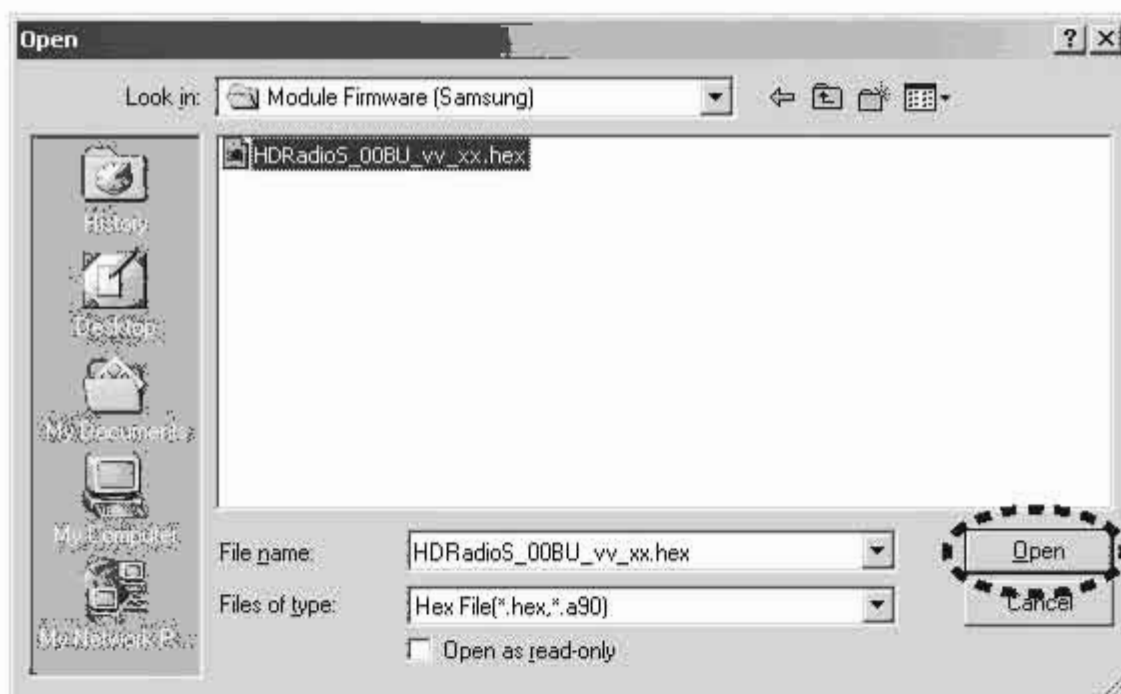 Open
Look in: Module Firmware (Samsung)
HDRadioS_00BU_vv_xx.hex
History
Desktop
My Documents
My Computer
My Network P...
File name: HDRadioS_00BU_vv_xx.hex Open
Files of type: Hex File(*.hex,*.a90) Cancel
Open as read-only